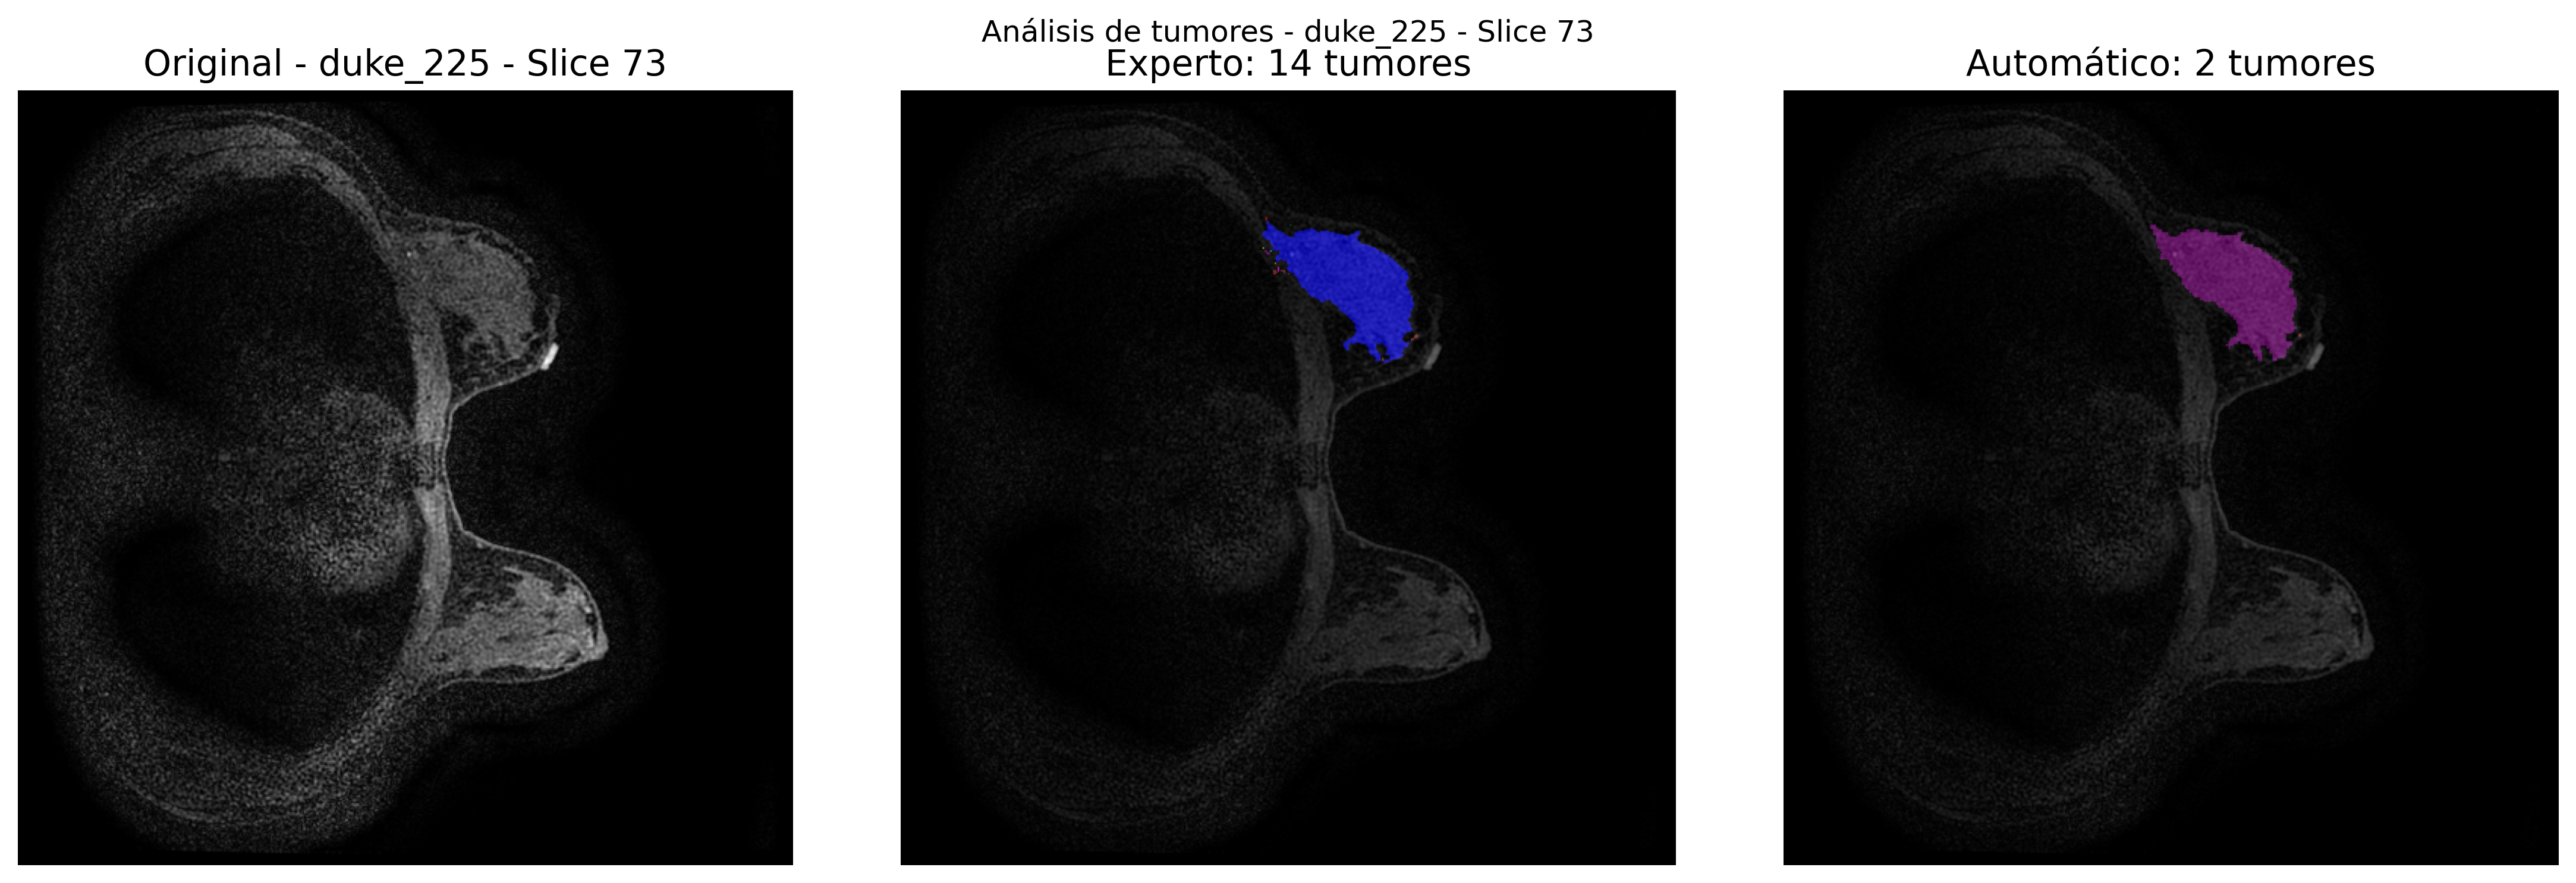 Análisis de tumores - duke_225 - Slice 73
Original - duke_225 - Slice 73
Experto: 14 tumores
Automático: 2 tumores